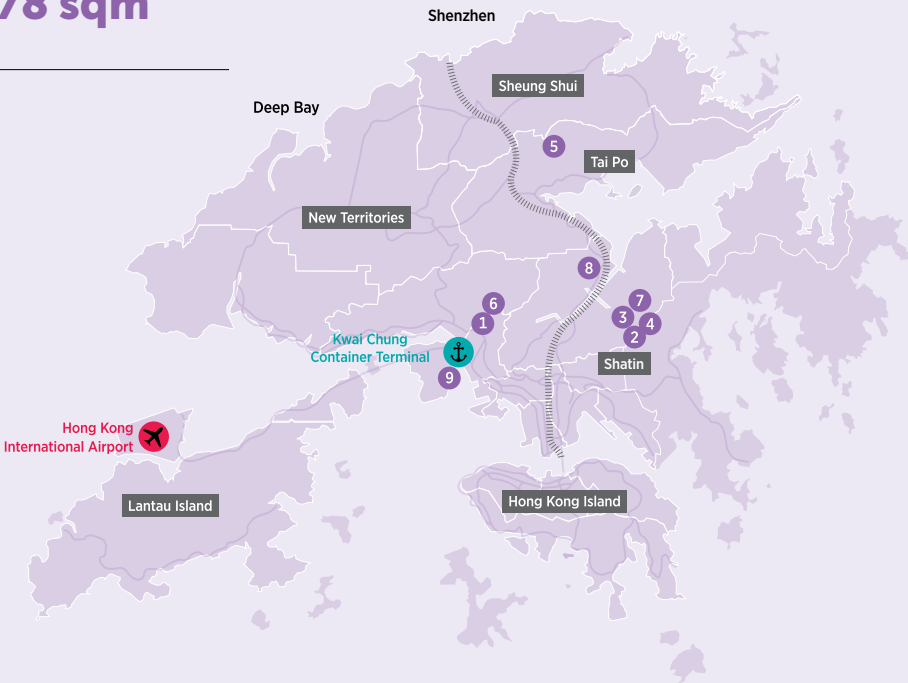 78 sqm
Shenzhen
Sheung Shui
Deep Bay
5
Tai Po
New Territories
8
6
7
1
3
4
2
Kwai Chung
Container Terminal
Shatin
9
Hong Kong
International Airport
Lantau Island
Hong Kong Island